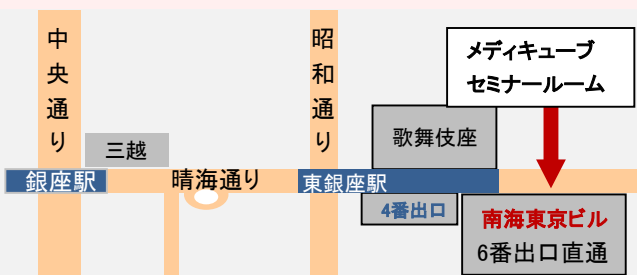 中央通り
昭和通り
メディキューブ
セミナールーム
三越
歌舞伎座
銀座駅
晴海通り
東銀座駅
4番出口
南海東京ビル
6番出口直通